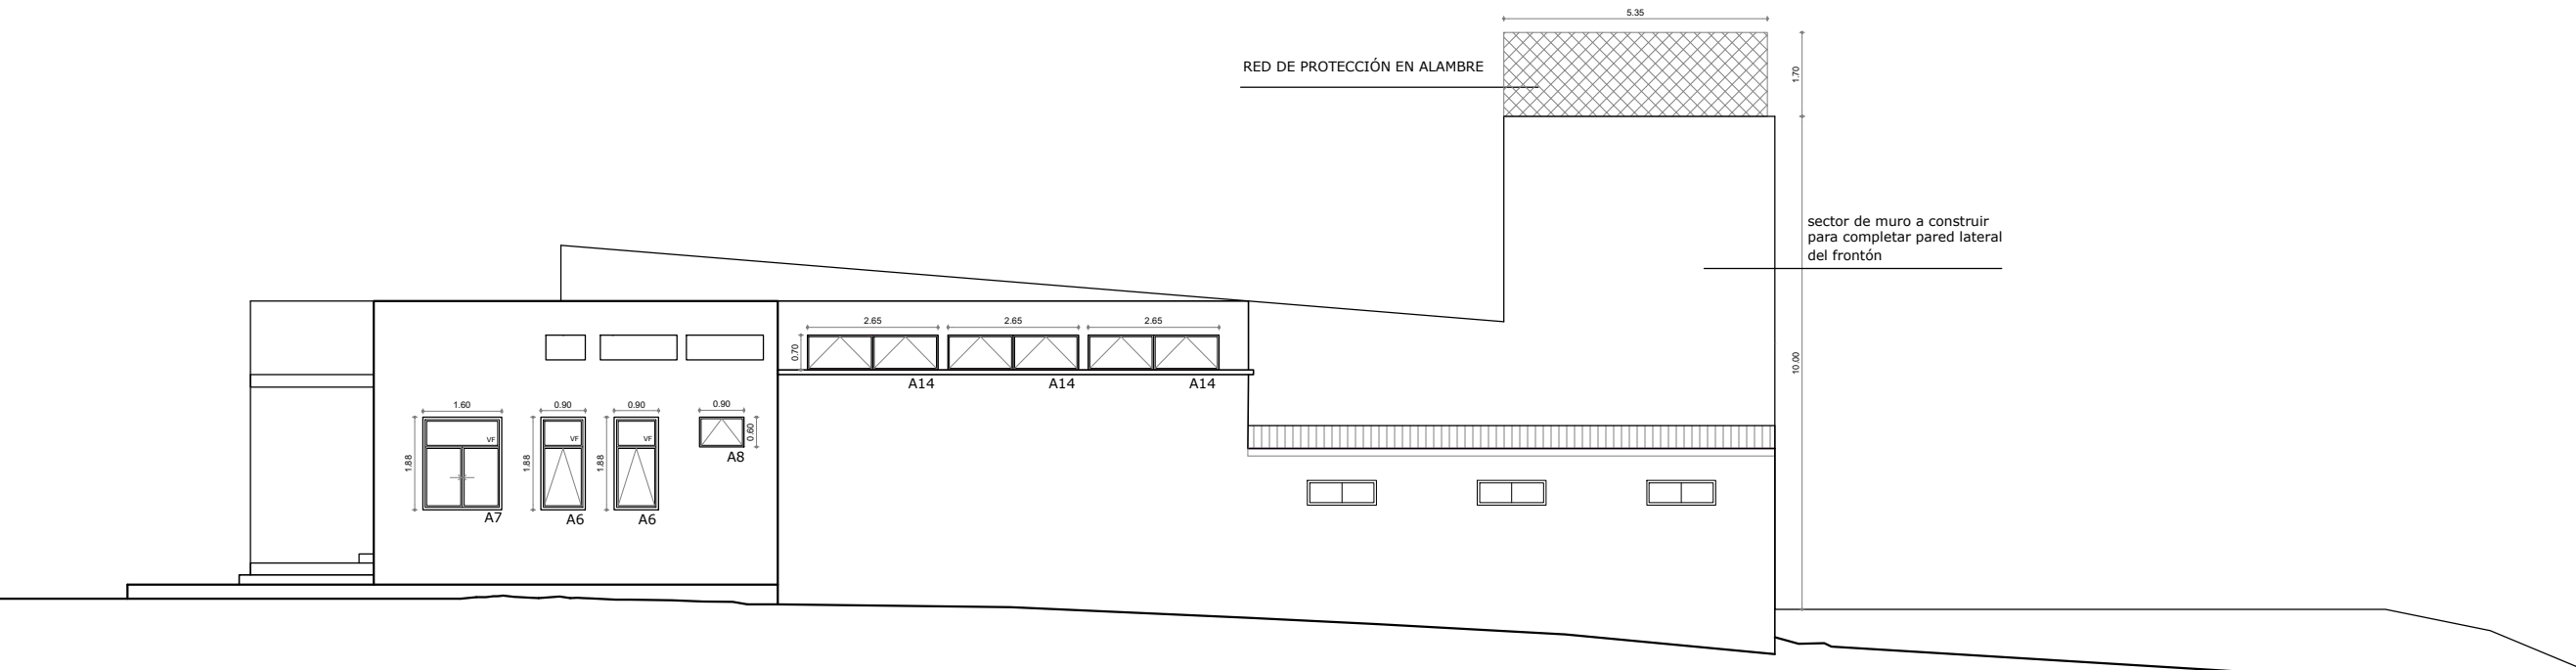 5.35
RED DE PROTECCIÓN EN ALAMBRE
1.70
sector de muro a construir
para completar pared lateral
del frontón
10.00
2.65 2.65 2.65
0.70
A14 A14 A14
1.60 0.90 0.90 0.90
1.88 VF 1.88 VF 1.88 VF 0.60
A8
A7 A6 A6